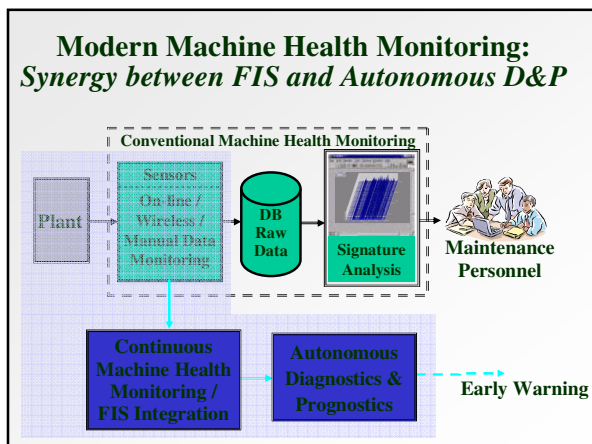 Modern Machine Health Monitoring:
Synergy between FIS and Autonomous D&P
Conventional Machine Health Monitoring
Sensors
On-line /
Wireless /
Manual Data
Monitoring
Plant
DB
Raw
Data
Signature
Analysis
Maintenance
Personnel
Continuous
Machine Health
Monitoring /
FIS Integration
Autonomous
Diagnostics &
Prognostics
Early Warning